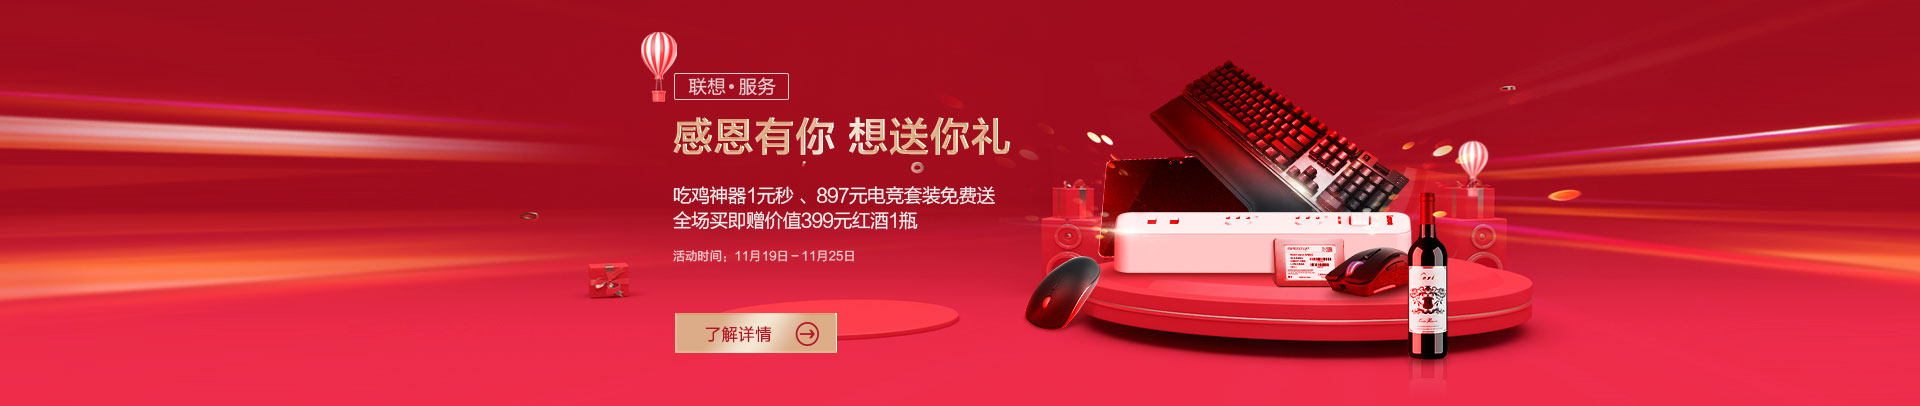 联想·服务
感恩有你 想送你礼
吃鸡神器1元秒、897元电竞套装免费送
全场买即赠价值399元红酒1瓶
活动时间：11月19日－11月25日
了解详情